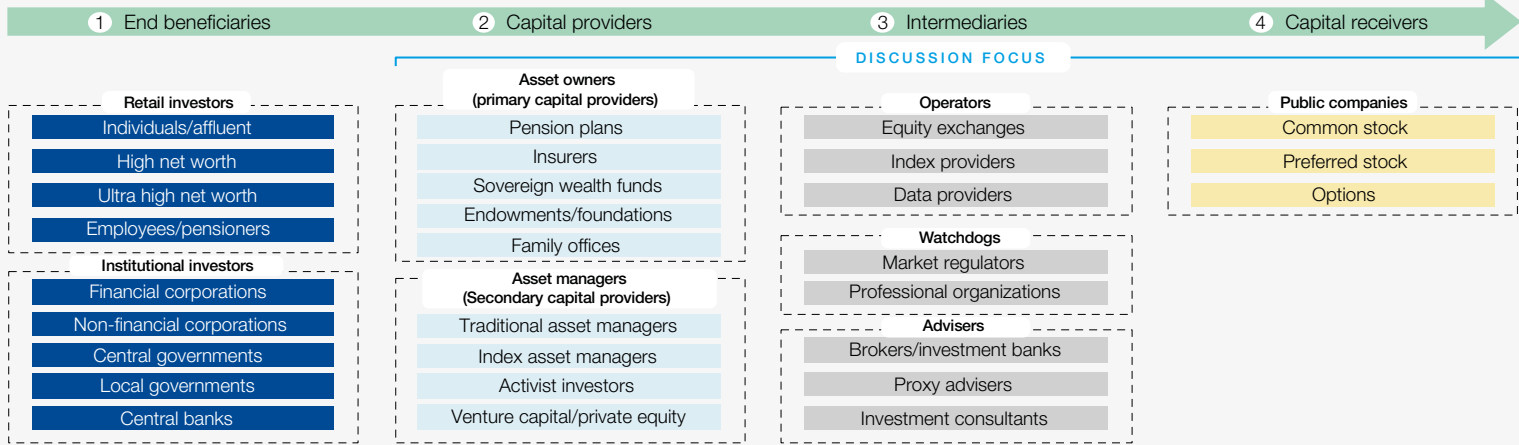 1 End beneficiaries
2 Capital providers
3 Intermediaries
4 Capital receivers
DISCUSSION FOCUS
Retail investors
Individuals/affluent
High net worth
Ultra high net worth
Employees/pensioners
Institutional investors
Financial corporations
Non-financial corporations
Central governments
Local governments
Central banks
Asset owners
(primary capital providers)
Pension plans
Insurers
Sovereign wealth funds
Endowments/foundations
Family offices
Asset managers
(Secondary capital providers)
Traditional asset managers
Index asset managers
Activist investors
Venture capital/private equity
Operators
Equity exchanges
Index providers
Data providers
Watchdogs
Market regulators
Professional organizations
Advisers
Brokers/investment banks
Proxy advisers
Investment consultants
Public companies
Common stock
Preferred stock
Options